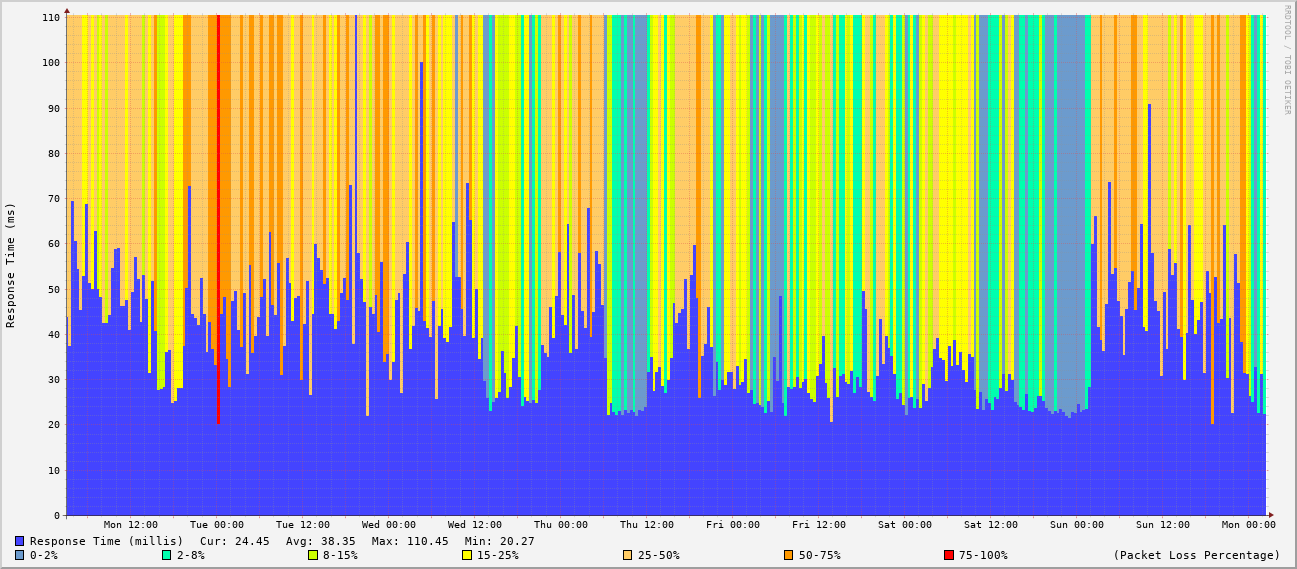 RRDTOOL / TOBI OETIKER
Response Time (ms)
110
100
90
80
70
60
50
40
30
20
10
0
Mon 12:00 Tue 00:00 Tue 12:00 Wed 00:00 Wed 12:00 Thu 00:00 Thu 12:00 Fri 00:00 Fri 12:00 Sat 00:00 Sat 12:00 Sun 00:00 Sun 12:00 Mon 00:00
Response Time (millis) Cur: 24.45 Avg: 38.35 Max: 110.45 Min: 20.27
0-2% 2-8% 8-15% 15-25% 25-50% 50-75% 75-100% (Packet Loss Percentage)